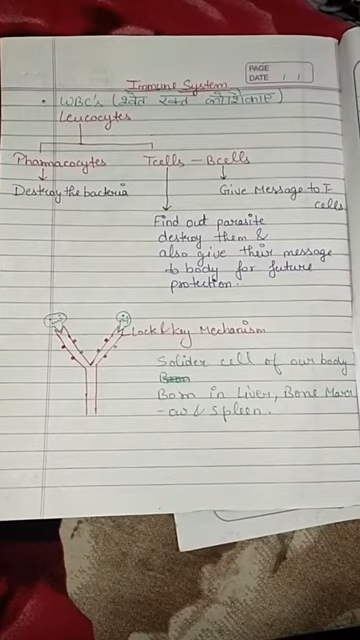 PAGE
DATE / /
Immune System
• WBC's (श्वेत रक्त कोशिकाएं)
Leucocytes
Phamacocytes Tcells - Bcells
Destroy the bactoria Give Message to T
cells
Find out parasite
destroy them &
also give their message
to body for future
protection.
Lock & key Mechanism
Solider cell of our body
Born in Liver, Bone Marr
-ow & spleen.